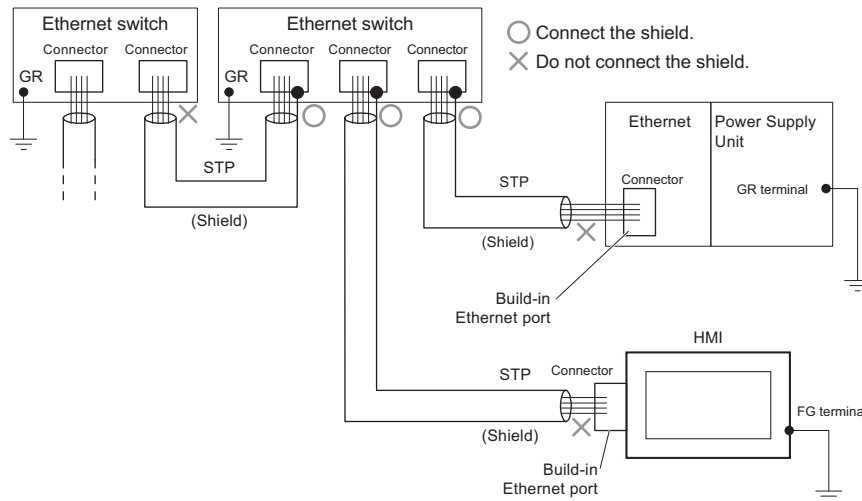 Ethernet switch
Connector
Connector
GR
STP
(Shield)
Ethernet switch
Connector
Connector
Connector
GR
Connect the shield.
Do not connect the shield.
Ethernet
Power Supply
Unit
Connector
GR terminal
STP
(Shield)
Build-in
Ethernet port
HMI
STP
Connector
(Shield)
FG terminal
Build-in
Ethernet port